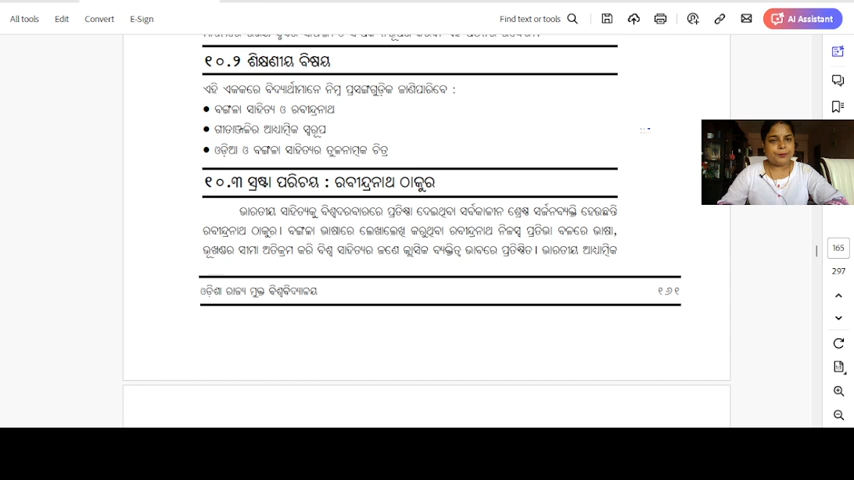 All tools Edit Convert E-Sign Find text or tools AI Assistant
୧୦.୨ ଶିକ୍ଷଣୀୟ ବିଷୟ
ଏହି ଏକକରେ ବିଦ୍ୟାର୍ଥୀମାନେ ନିମ୍ନ ପ୍ରସଙ୍ଗଗୁଡ଼ିକ ଜାଣିପାରିବେ :
● ବଙ୍ଗଳା ସାହିତ୍ୟ ଓ ରବୀନ୍ଦ୍ରନାଥ
● ଗୀତାଞ୍ଜଳିର ଆଧ୍ୟାତ୍ମିକ ସ୍ୱରୂପ
● ଓଡ଼ିଆ ଓ ବଙ୍ଗଳା ସାହିତ୍ୟର ତୁଳନାତ୍ମକ ଚିତ୍ର
୧୦.୩ ସ୍ରଷ୍ଟା ପରିଚୟ : ରବୀନ୍ଦ୍ରନାଥ ଠାକୁର
ଭାରତୀୟ ସାହିତ୍ୟକୁ ବିଶ୍ୱଦରବାରରେ ପ୍ରତିଷ୍ଠା ଦେଇଥିବା ସର୍ବକାଳୀନ ଶ୍ରେଷ୍ଠ ସର୍ଜନବ୍ୟକ୍ତି ହେଉଛନ୍ତି
ରବୀନ୍ଦ୍ରନାଥ ଠାକୁର। ବଙ୍ଗଳା ଭାଷାରେ ଲେଖାଲେଖି କରୁଥିବା ରବୀନ୍ଦ୍ରନାଥ ନିଜସ୍ୱ ପ୍ରତିଭା ବଳରେ ଭାଷା,
ଭୂଖଣ୍ଡର ସୀମା ଅତିକ୍ରମ କରି ବିଶ୍ୱ ସାହିତ୍ୟର ଜଣେ କ୍ଲାସିକ ବ୍ୟକ୍ତିତ୍ୱ ଭାବରେ ପ୍ରତିଷ୍ଠିତ। ଭାରତୀୟ ଆଧ୍ୟାତ୍ମିକ
ଓଡ଼ିଶା ରାଜ୍ୟ ମୁକ୍ତ ବିଶ୍ୱବିଦ୍ୟାଳୟ ୧୬୧
165
297